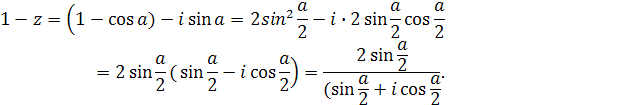 1 − z = (1 − cos a) − i sin a = 2sin² a/2 − i · 2 sin a/2 cos a/2
= 2 sin a/2 ( sin a/2 − i cos a/2 ) = 2 sin a/2 / (sin a/2 + i cos a/2.